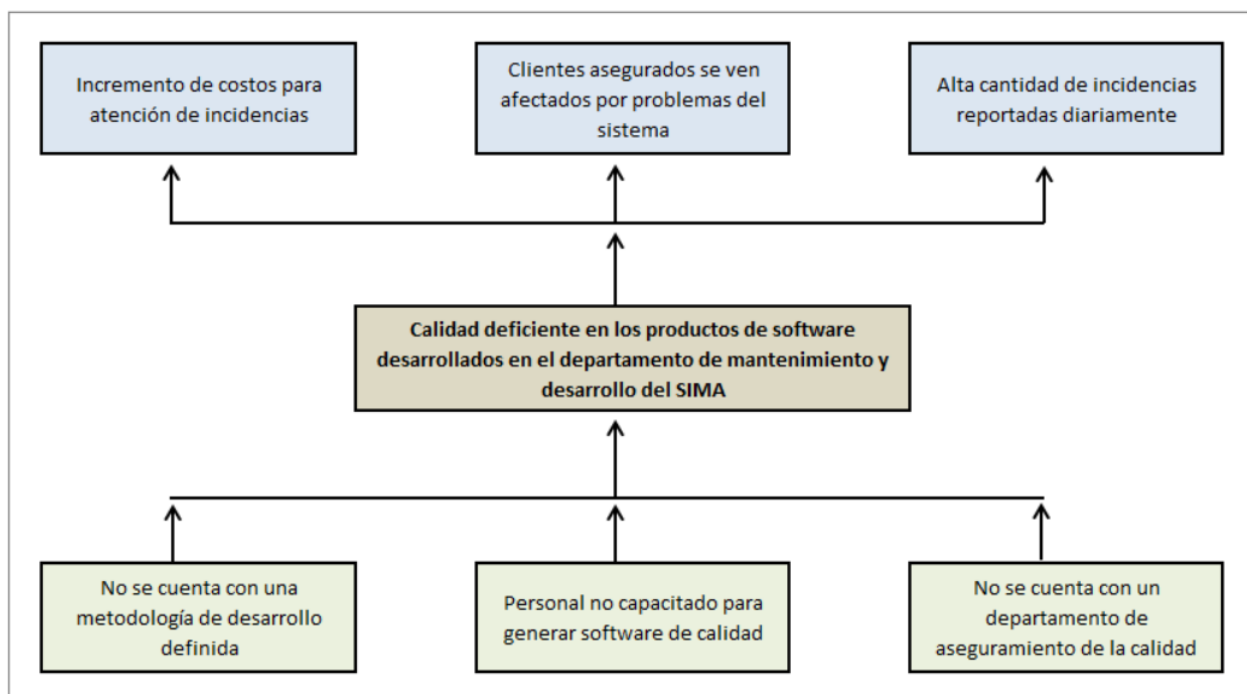 Incremento de costos para
atención de incidencias
Clientes asegurados se ven
afectados por problemas del
sistema
Alta cantidad de incidencias
reportadas diariamente
Calidad deficiente en los productos de software
desarrollados en el departamento de mantenimiento y
desarrollo del SIMA
No se cuenta con una
metodología de desarrollo
definida
Personal no capacitado para
generar software de calidad
No se cuenta con un
departamento de
aseguramiento de la calidad